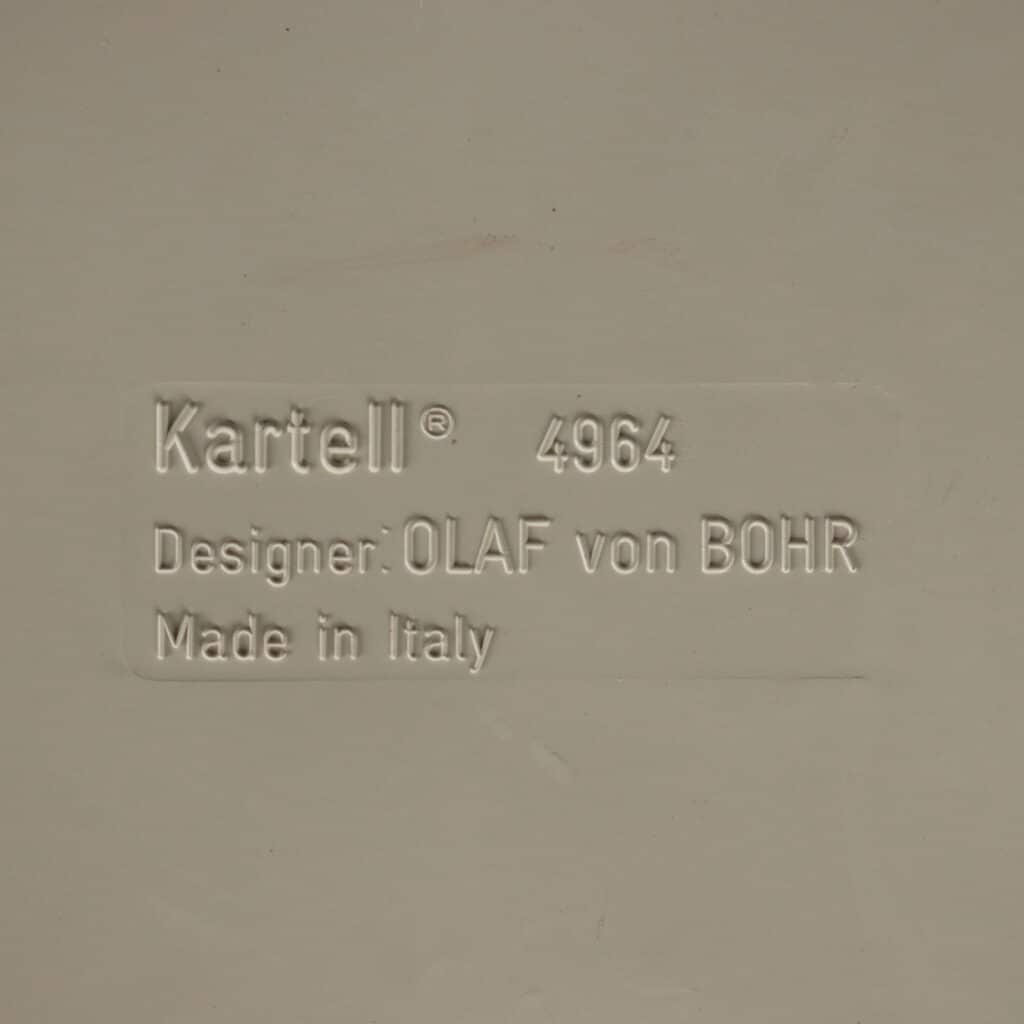 Kartell® 4964
Designer: OLAF von BOHR
Made in Italy